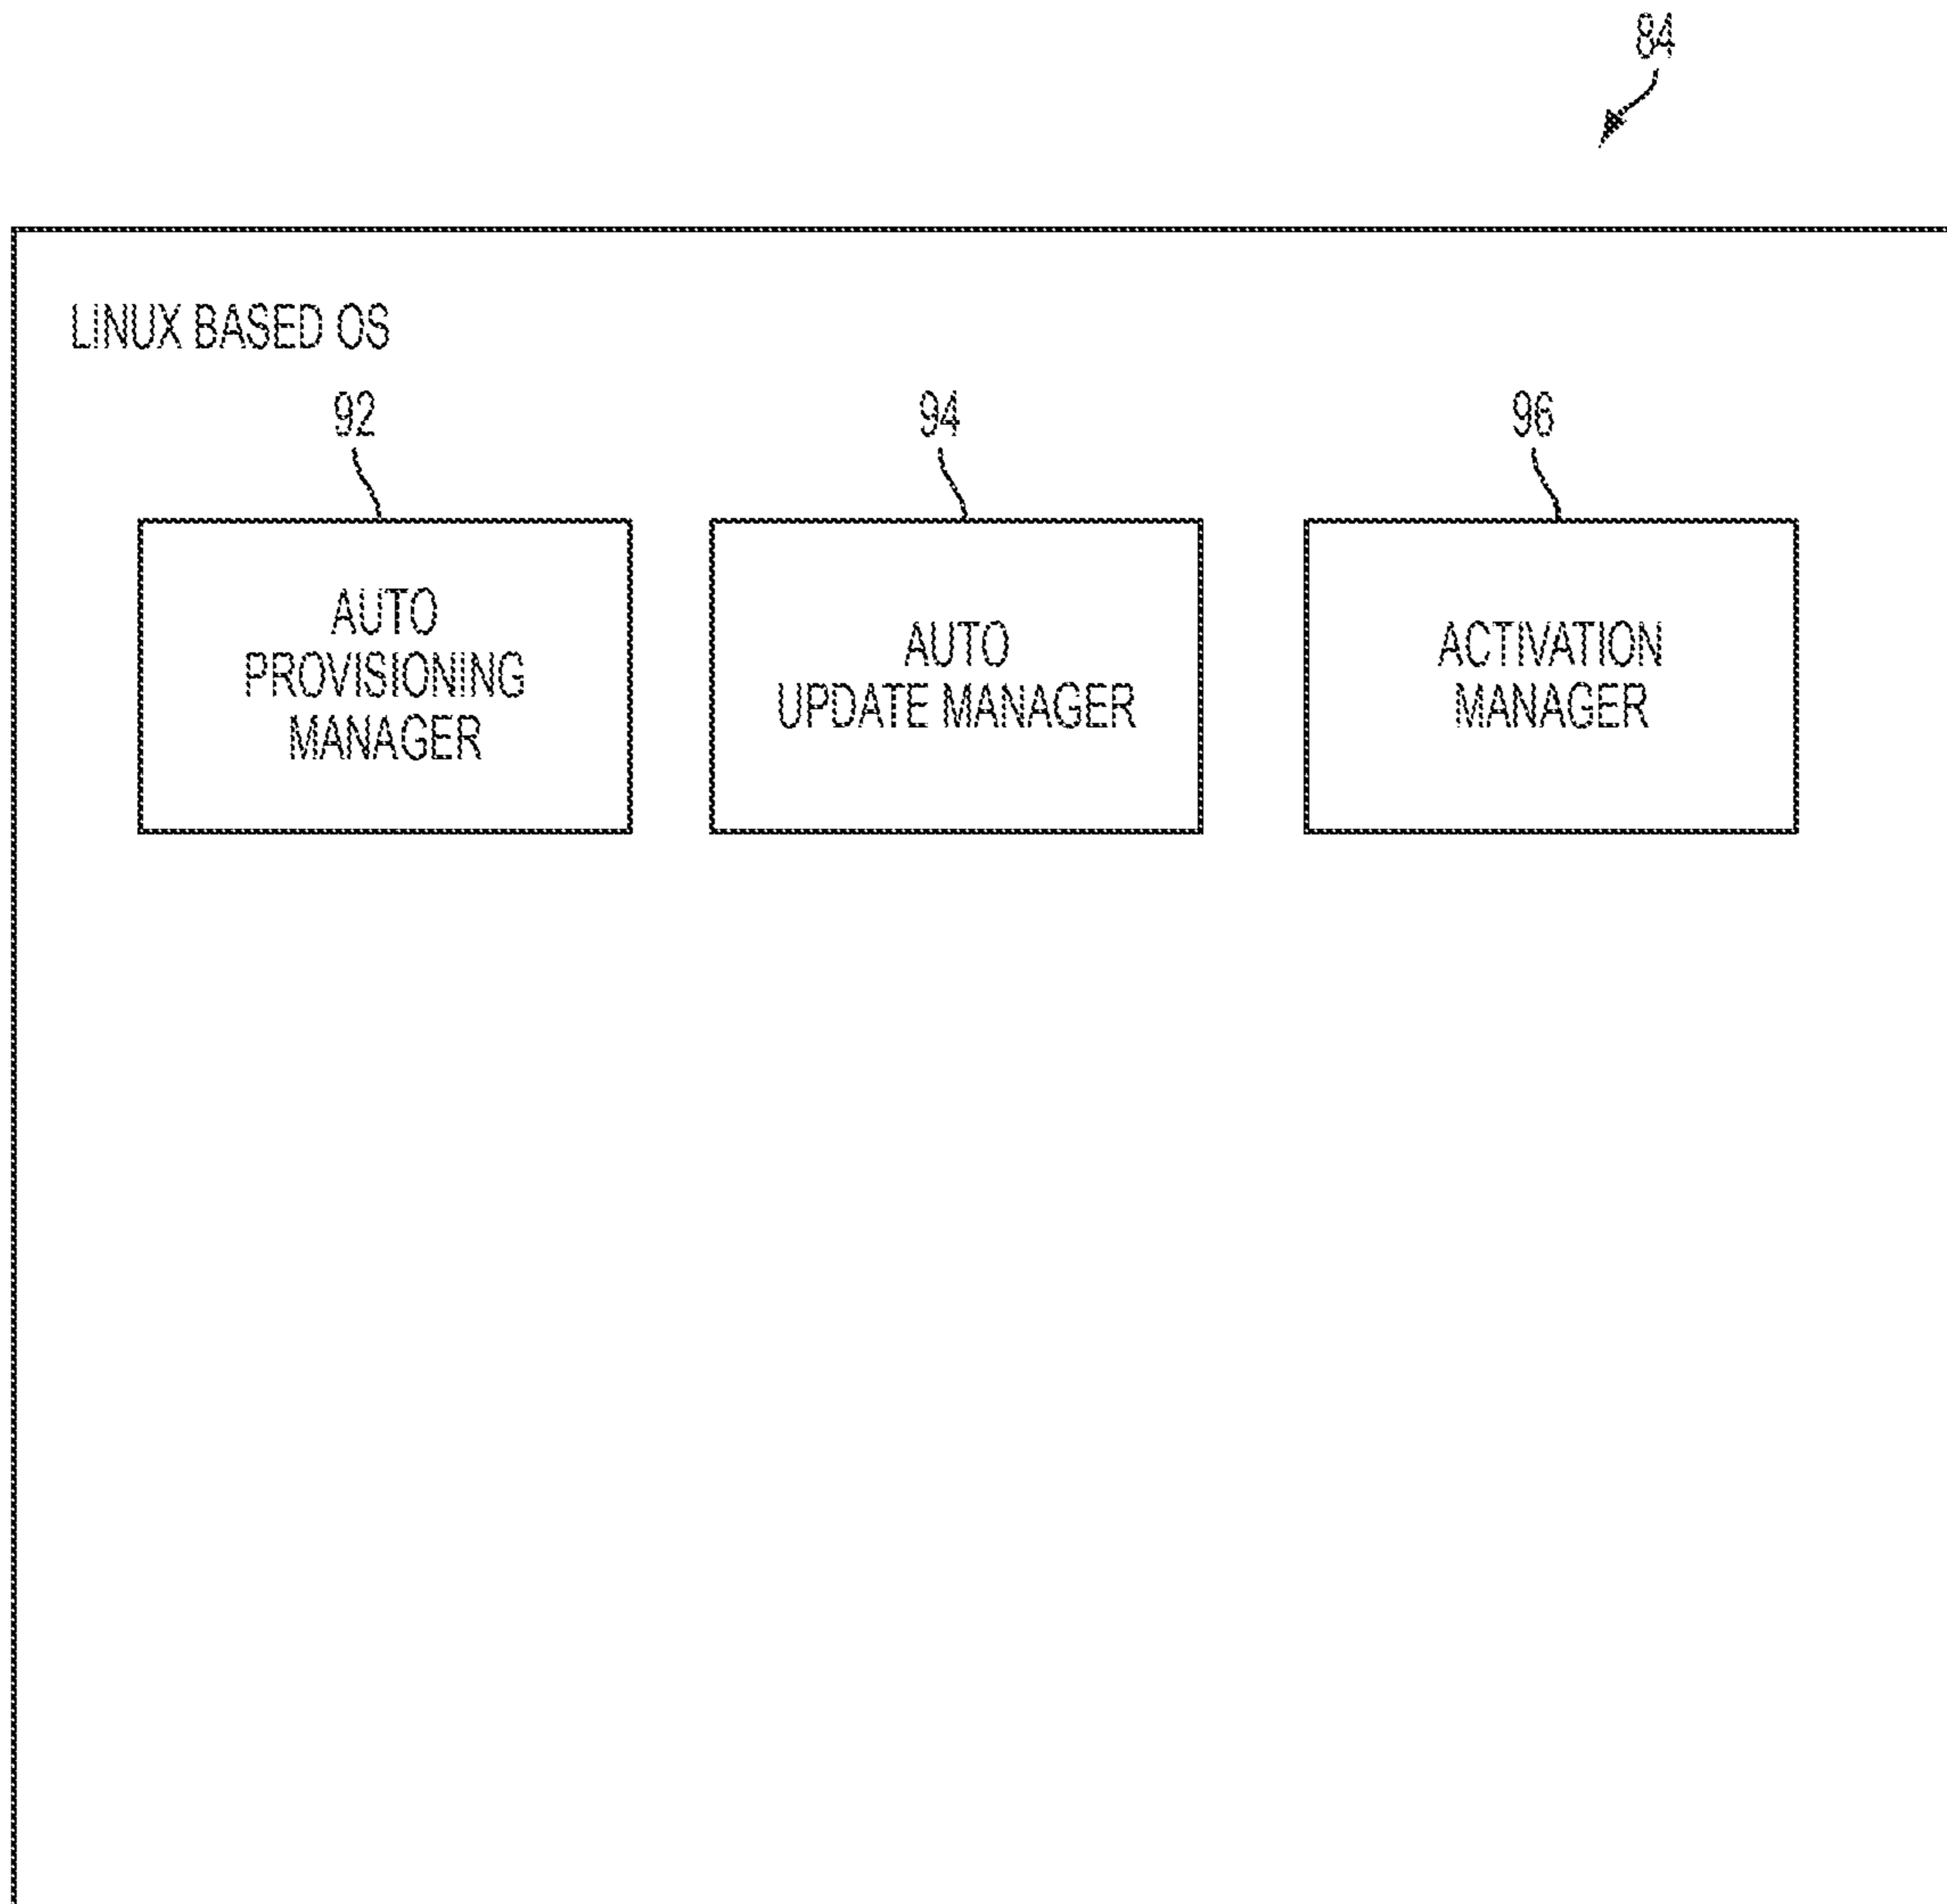 84
LINUX BASED OS
92
94
96
AUTO
PROVISIONING
MANAGER
AUTO
UPDATE MANAGER
ACTIVATION
MANAGER